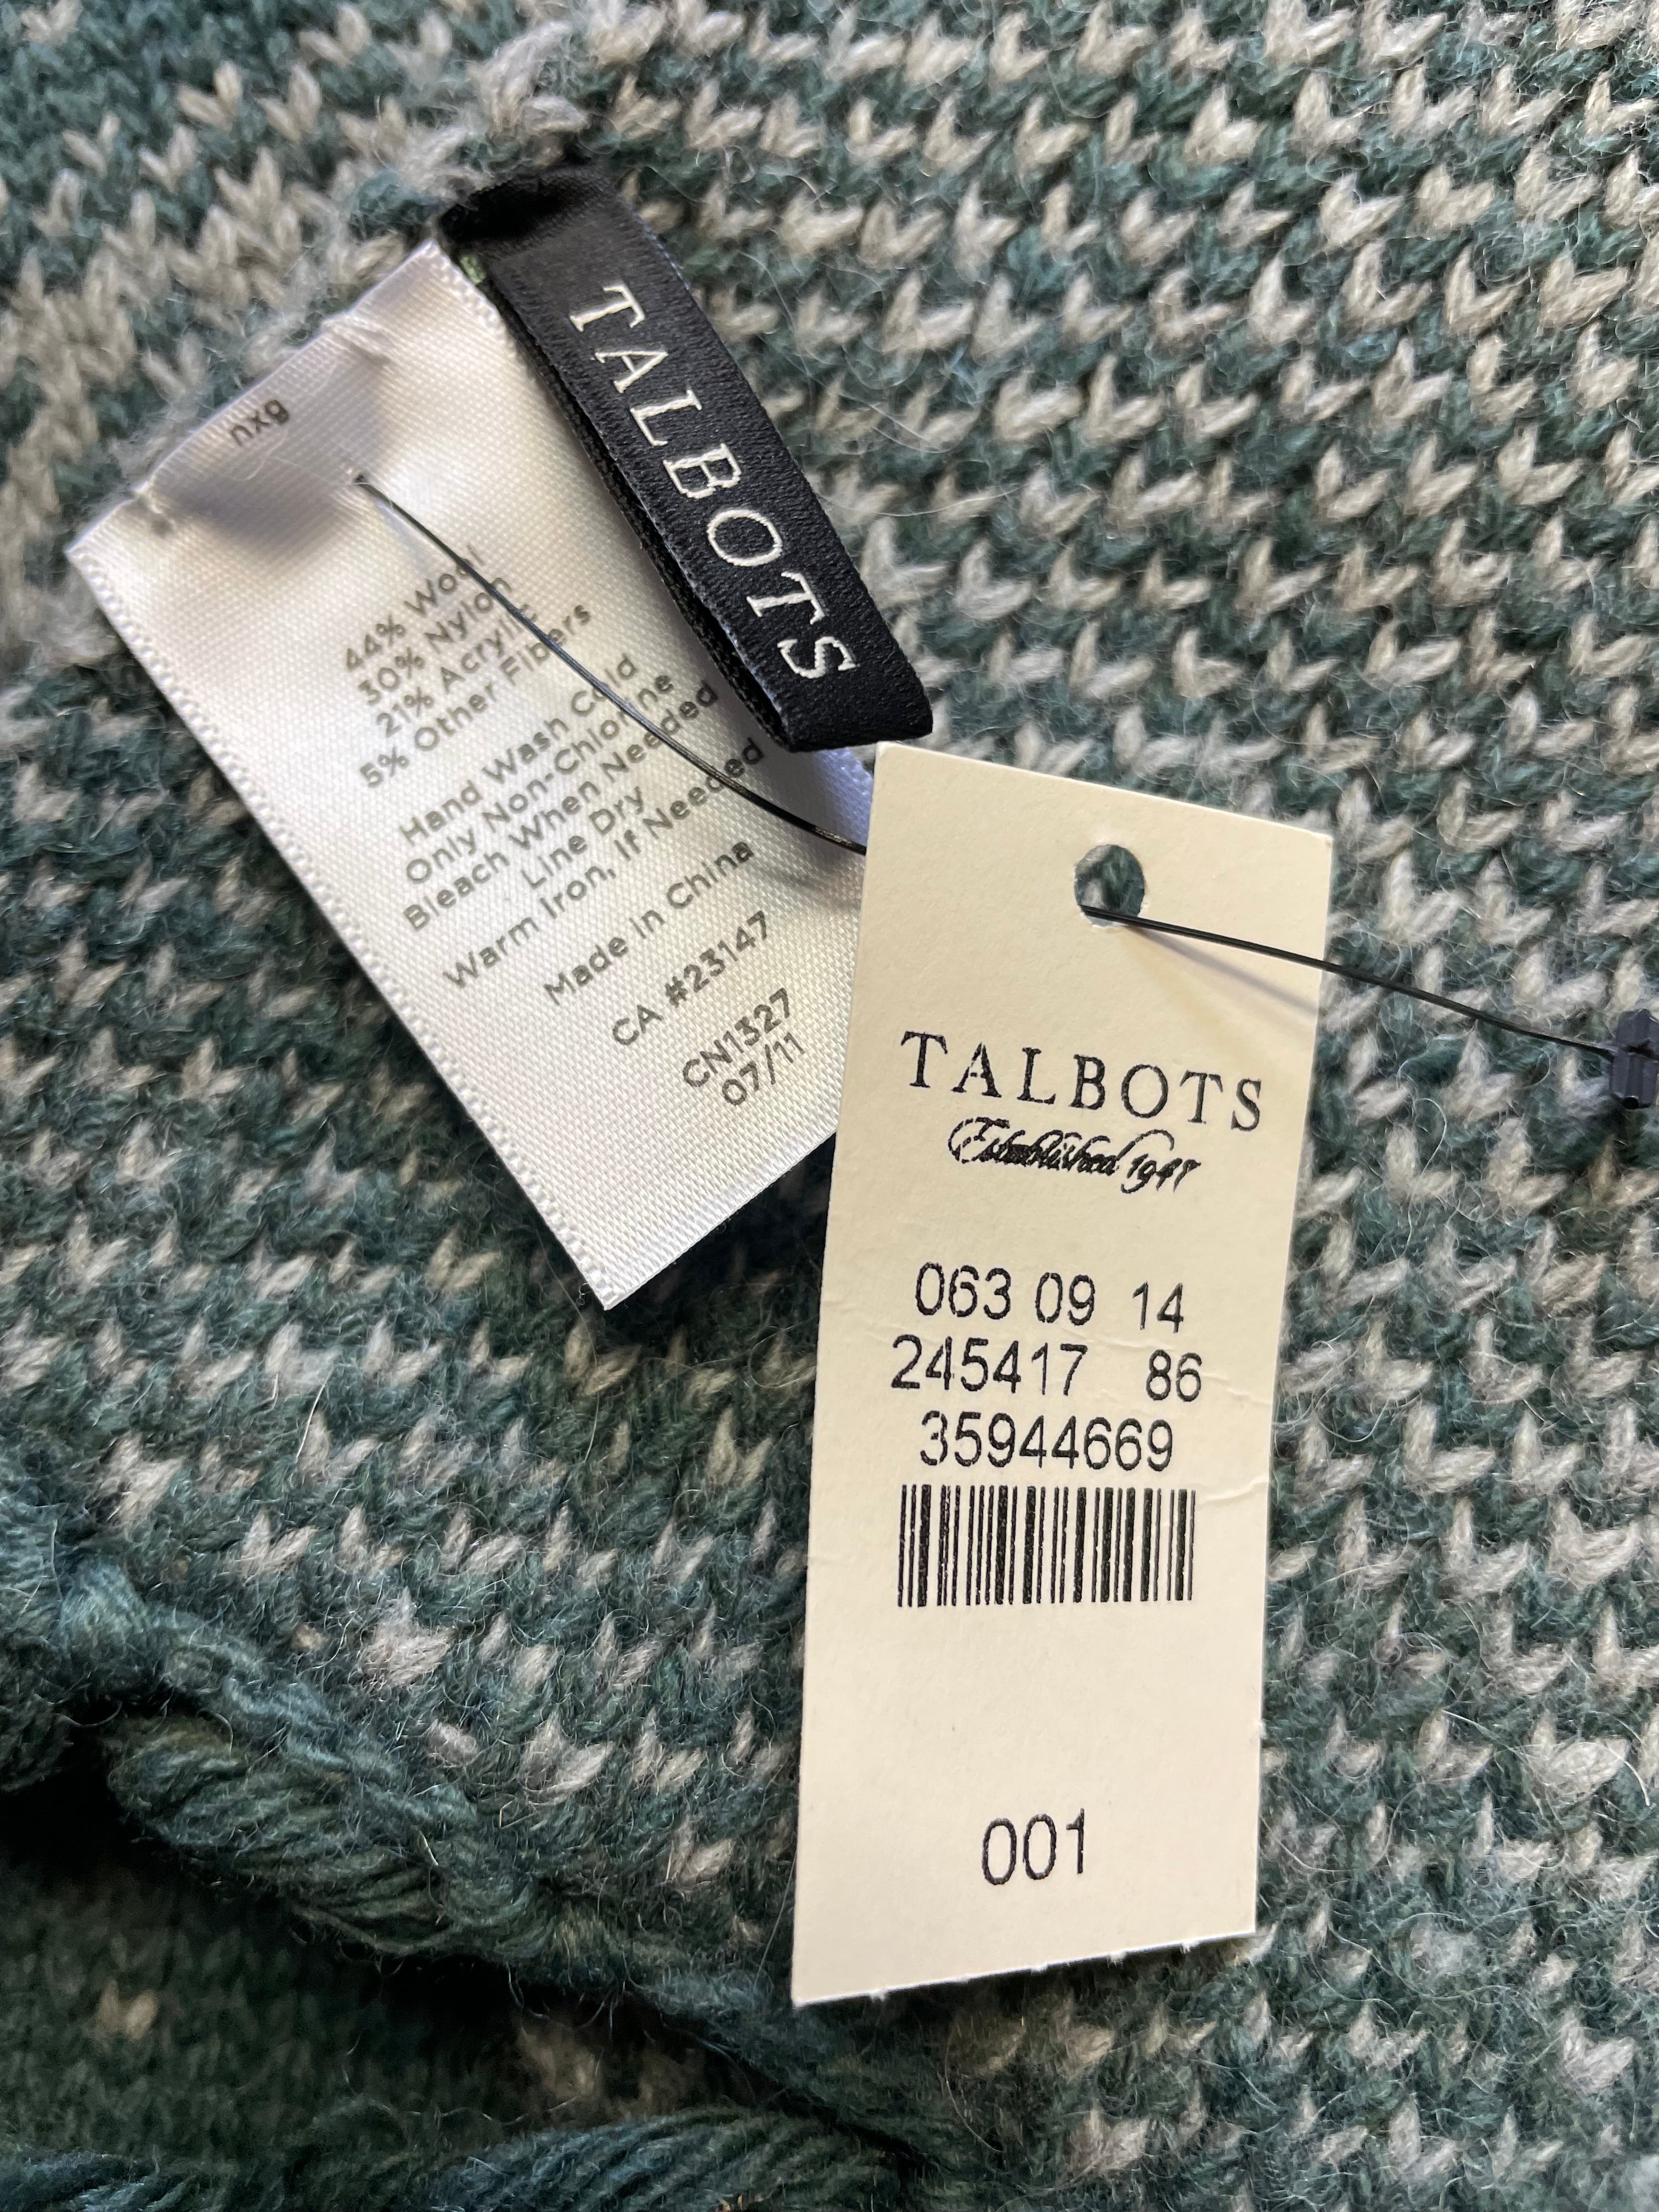 TALBOTS
nxg
44% Wool
30% Nylon
21% Acrylic
5% Other Fibers
Hand Wash Cold
Only Non-Chlorine
Bleach When Needed
Line Dry
Warm Iron, If Needed
Made in China
CA #23147
CN1327
07/11
TALBOTS
Established 1947
063 09 14
245417 86
35944669
001